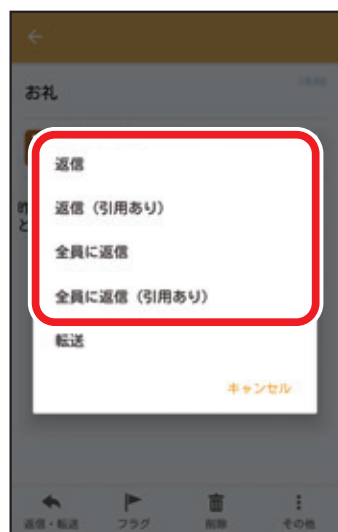 お礼
返信
返信（引用あり）
全員に返信
全員に返信（引用あり）
転送
キャンセル
返信・転送
フラグ
削除
その他